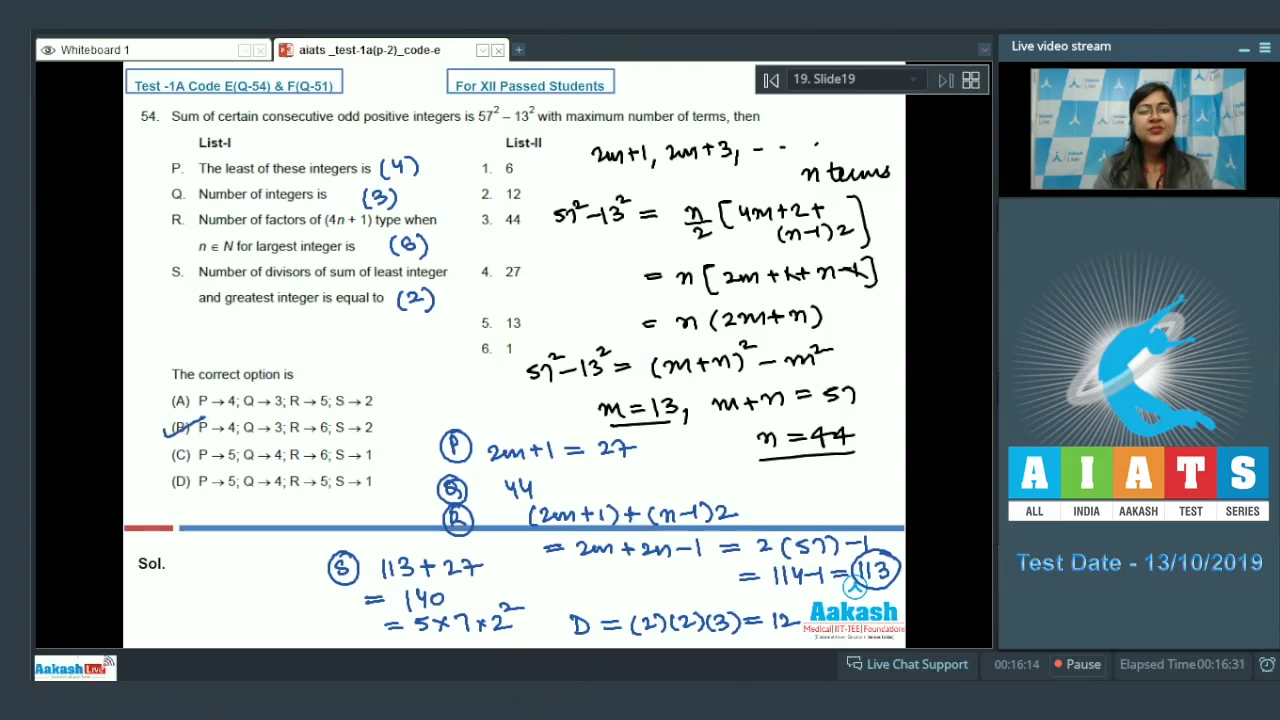 Whiteboard 1
aiats _test-1a(p-2)_code-e
Live video stream
Test -1A Code E(Q-54) & F(Q-51)
For XII Passed Students
19. Slide19
54. Sum of certain consecutive odd positive integers is 57² – 13² with maximum number of terms, then
List-I List-II
P. The least of these integers is (4) 1. 6
Q. Number of integers is (3) 2. 12
R. Number of factors of (4n + 1) type when 3. 44
n ∈ N for largest integer is (6)
S. Number of divisors of sum of least integer 4. 27
and greatest integer is equal to (2)
5. 13
6. 1
The correct option is
(A) P → 4; Q → 3; R → 5; S → 2
(B) P → 4; Q → 3; R → 6; S → 2
(C) P → 5; Q → 4; R → 6; S → 1
(D) P → 5; Q → 4; R → 5; S → 1
2m+1, 2m+3, - - .
n terms
57²-13² = n/2 [4m+2+
(n-1)2]
= n [2m+1+n-1]
= n (2m+n)
57²-13² = (m+n)² - m²
m = 13, m+n = 57
n = 44
P 2m+1 = 27
Q 44
R (2m+1)+(n-1)2
= 2m+2n-1 = 2(57)-1
= 114-1 = 113
Sol.
S 113+27
= 140
= 5×7×2² D = (2)(2)(3) = 12
Aakash
Medical|IIT-JEE|Foundations
AIATS
ALL INDIA AAKASH TEST SERIES
Test Date - 13/10/2019
Aakash Live
Live Chat Support
00:16:14
Pause
Elapsed Time 00:16:31